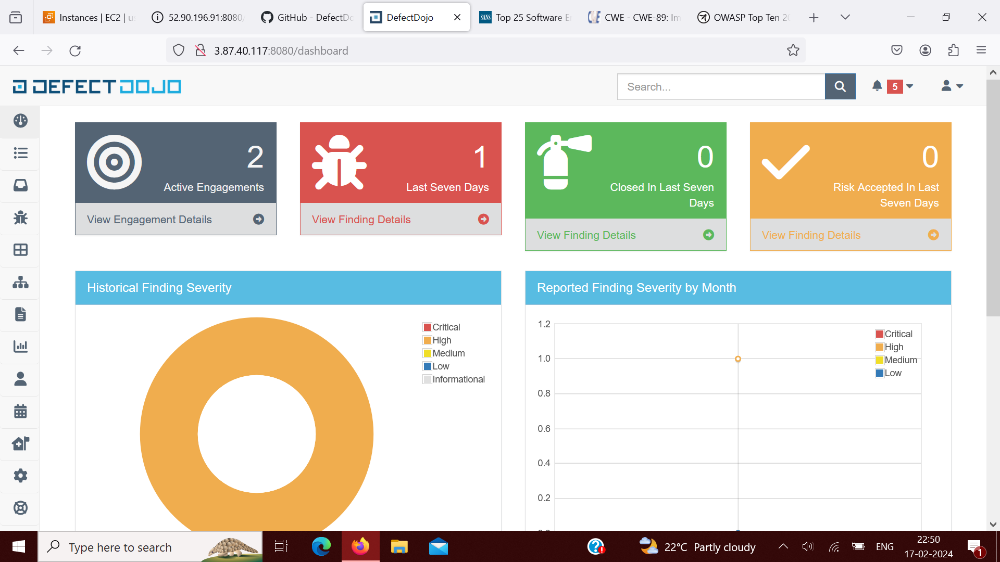 Instances | EC2 | us
52.90.196.91:8080/
GitHub - DefectDo
DefectDojo
SANS
Top 25 Software E
CWE - CWE-89: Im
OWASP Top Ten 20
3.87.40.117:8080/dashboard
DEFECTDOJO
Search...
5
2
Active Engagements
View Engagement Details
1
Last Seven Days
View Finding Details
0
Closed In Last Seven
Days
View Finding Details
0
Risk Accepted In Last
Seven Days
View Finding Details
Historical Finding Severity
Critical
High
Medium
Low
Informational
Reported Finding Severity by Month
1.2
1.0
0.8
0.6
0.4
0.2
0.0
Critical
High
Medium
Low
Type here to search
22°C Partly cloudy
ENG
22:50
17-02-2024
1